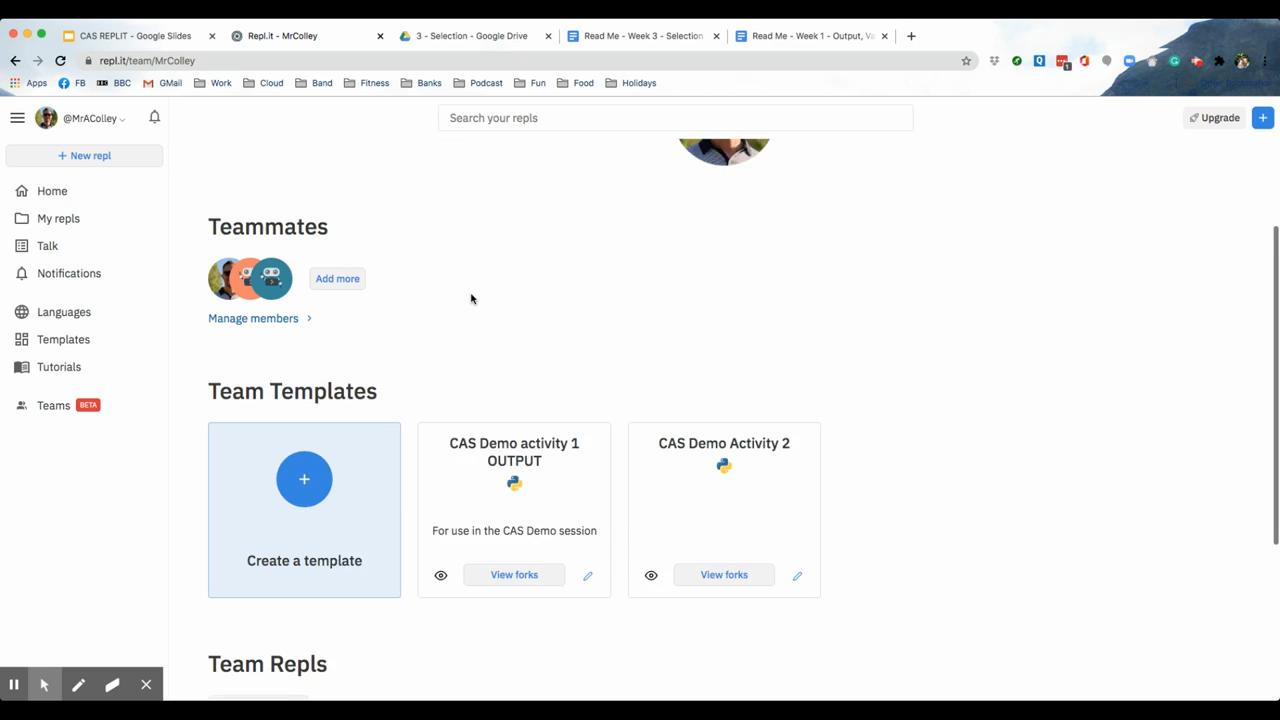 CAS REPLIT - Google Slides
Repl.it - MrColley
3 - Selection - Google Drive
Read Me - Week 3 - Selection
Read Me - Week 1 - Output, Va
repl.it/team/MrColley
Apps
FB
BBC
GMail
Work
Cloud
Band
Fitness
Banks
Podcast
Fun
Food
Holidays
@MrAColley
Search your repls
Upgrade
+ New repl
Home
My repls
Talk
Notifications
Languages
Templates
Tutorials
Teams BETA
Teammates
Add more
Manage members
Team Templates
Create a template
CAS Demo activity 1
OUTPUT
For use in the CAS Demo session
View forks
CAS Demo Activity 2
View forks
Team Repls